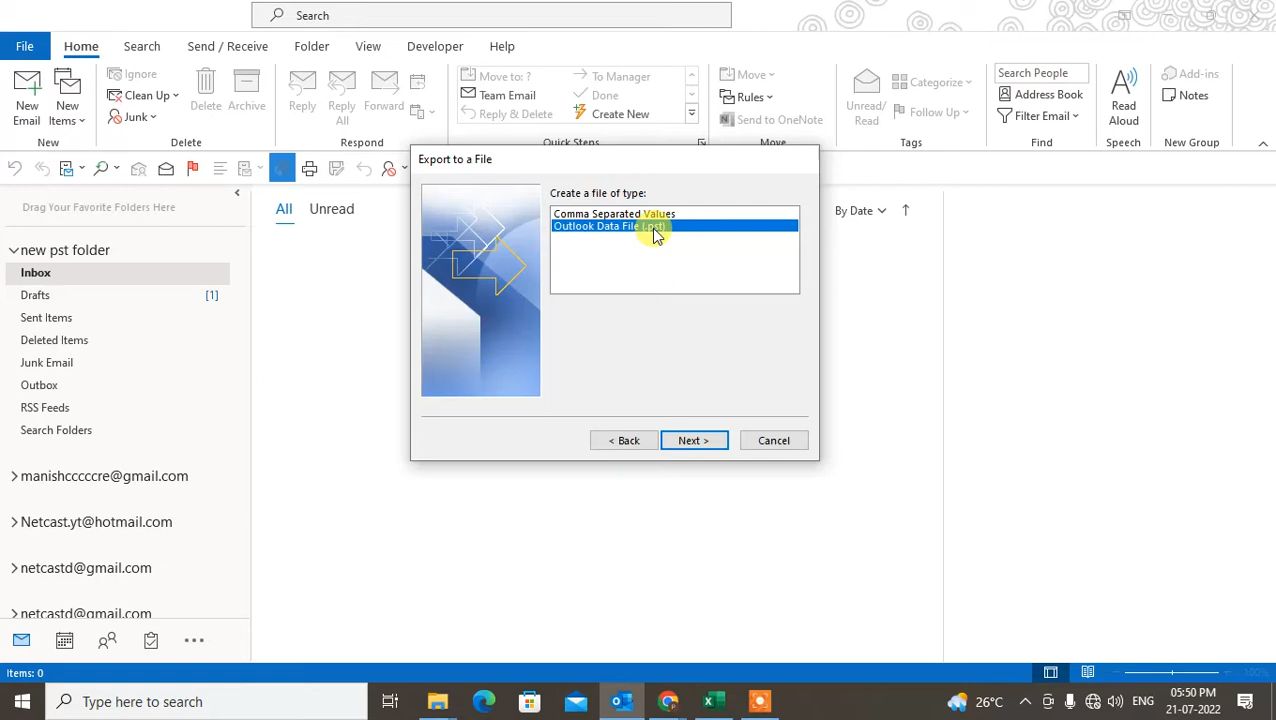 Search
File Home Search Send / Receive Folder View Developer Help
New Email
New Items
Ignore
Clean Up
Junk
Delete
Archive
Delete
Reply
Reply All
Forward
Respond
Move to: ?
Team Email
Reply & Delete
To Manager
Done
Create New
Quick Steps
Move
Rules
Send to OneNote
Move
Unread/ Read
Categorize
Follow Up
Tags
Search People
Address Book
Filter Email
Find
Read Aloud
Speech
Add-ins
Notes
New Group
New
Drag Your Favorite Folders Here
new pst folder
Inbox
Drafts [1]
Sent Items
Deleted Items
Junk Email
Outbox
RSS Feeds
Search Folders
manishcccccre@gmail.com
Netcast.yt@hotmail.com
netcastd@gmail.com
netcastd@gmail.com
All Unread
By Date
Export to a File
Create a file of type:
Comma Separated Values
Outlook Data File (.pst)
< Back Next > Cancel
Items: 0
100%
Type here to search
26°C
ENG
05:50 PM
21-07-2022